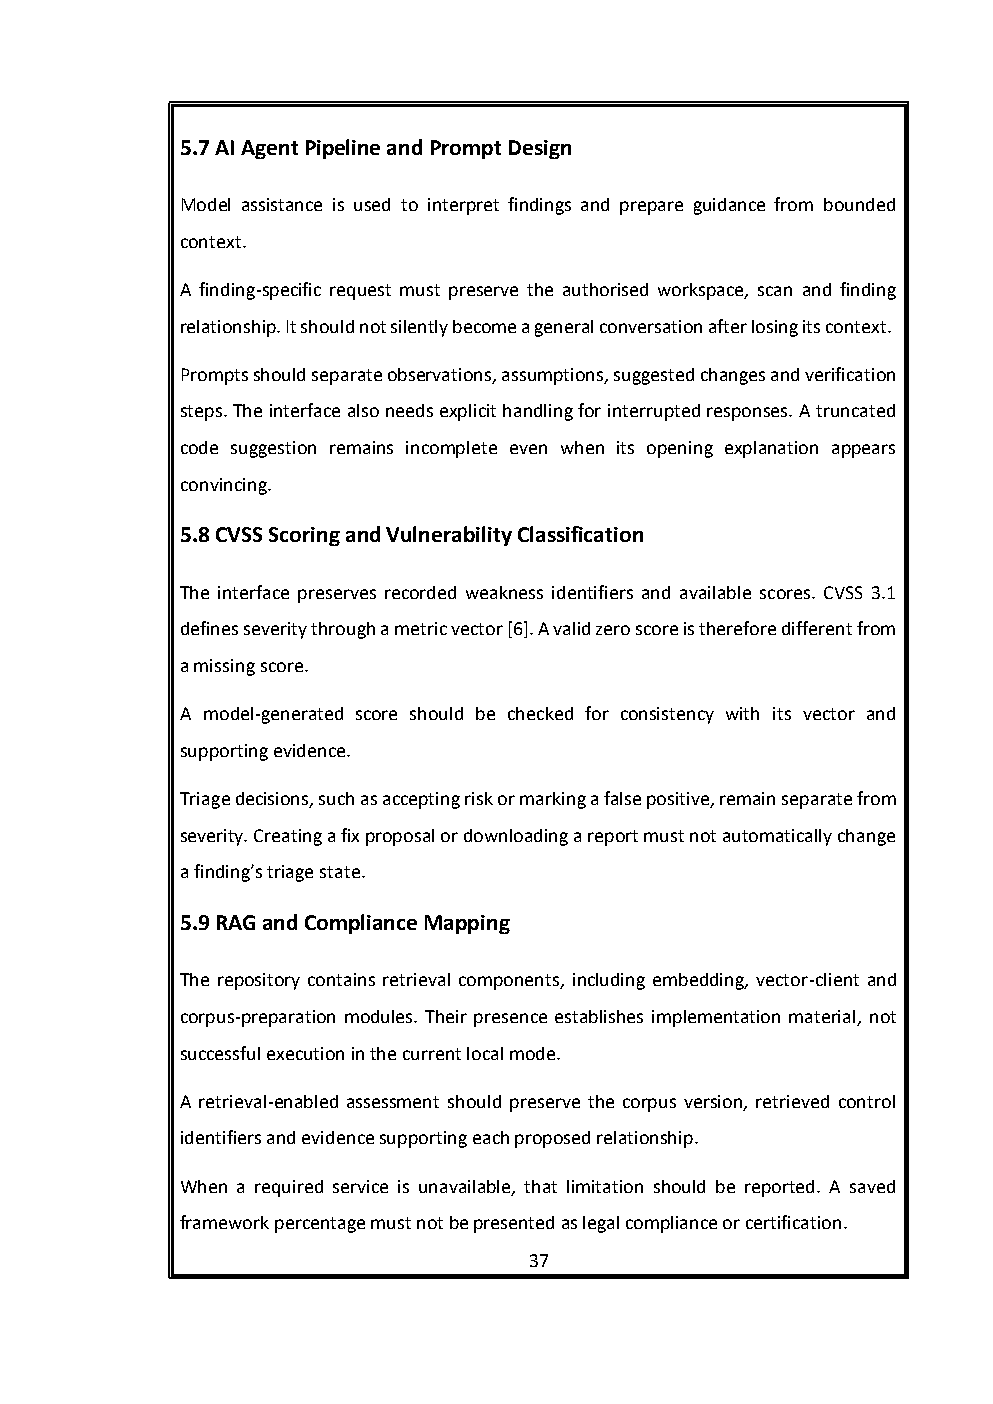 5.7 AI Agent Pipeline and Prompt Design
Model assistance is used to interpret findings and prepare guidance from bounded
context.
A finding-specific request must preserve the authorised workspace, scan and finding
relationship. It should not silently become a general conversation after losing its context.
Prompts should separate observations, assumptions, suggested changes and verification
steps. The interface also needs explicit handling for interrupted responses. A truncated
code suggestion remains incomplete even when its opening explanation appears
convincing.
5.8 CVSS Scoring and Vulnerability Classification
The interface preserves recorded weakness identifiers and available scores. CVSS 3.1
defines severity through a metric vector [6]. A valid zero score is therefore different from
a missing score.
A model-generated score should be checked for consistency with its vector and
supporting evidence.
Triage decisions, such as accepting risk or marking a false positive, remain separate from
severity. Creating a fix proposal or downloading a report must not automatically change
a finding’s triage state.
5.9 RAG and Compliance Mapping
The repository contains retrieval components, including embedding, vector-client and
corpus-preparation modules. Their presence establishes implementation material, not
successful execution in the current local mode.
A retrieval-enabled assessment should preserve the corpus version, retrieved control
identifiers and evidence supporting each proposed relationship.
When a required service is unavailable, that limitation should be reported. A saved
framework percentage must not be presented as legal compliance or certification.
37